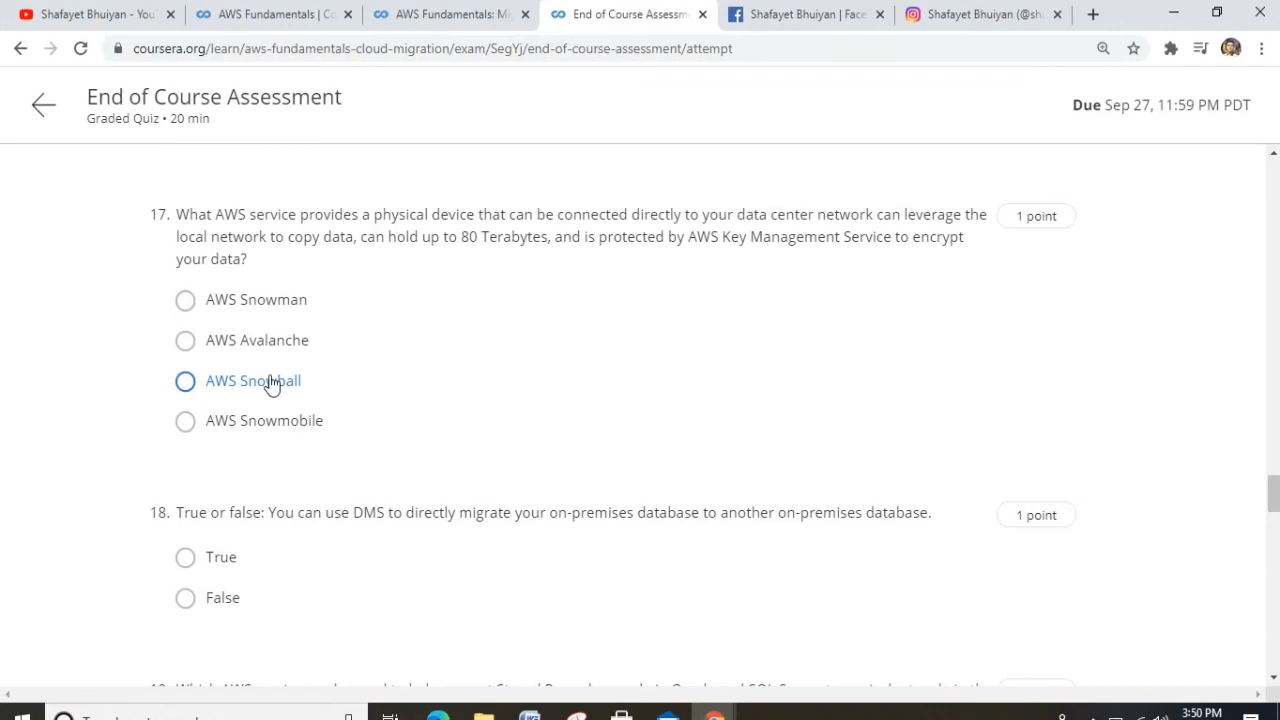 Shafayet Bhuiyan - You
AWS Fundamentals | Co
AWS Fundamentals: Mi
End of Course Assessm
Shafayet Bhuiyan | Face
Shafayet Bhuiyan (@sh
coursera.org/learn/aws-fundamentals-cloud-migration/exam/SegYj/end-of-course-assessment/attempt
End of Course Assessment
Graded Quiz • 20 min
Due Sep 27, 11:59 PM PDT
17. What AWS service provides a physical device that can be connected directly to your data center network can leverage the
1 point
local network to copy data, can hold up to 80 Terabytes, and is protected by AWS Key Management Service to encrypt
your data?
AWS Snowman
AWS Avalanche
AWS Snowball
AWS Snowmobile
18. True or false: You can use DMS to directly migrate your on-premises database to another on-premises database.
1 point
True
False
3:50 PM